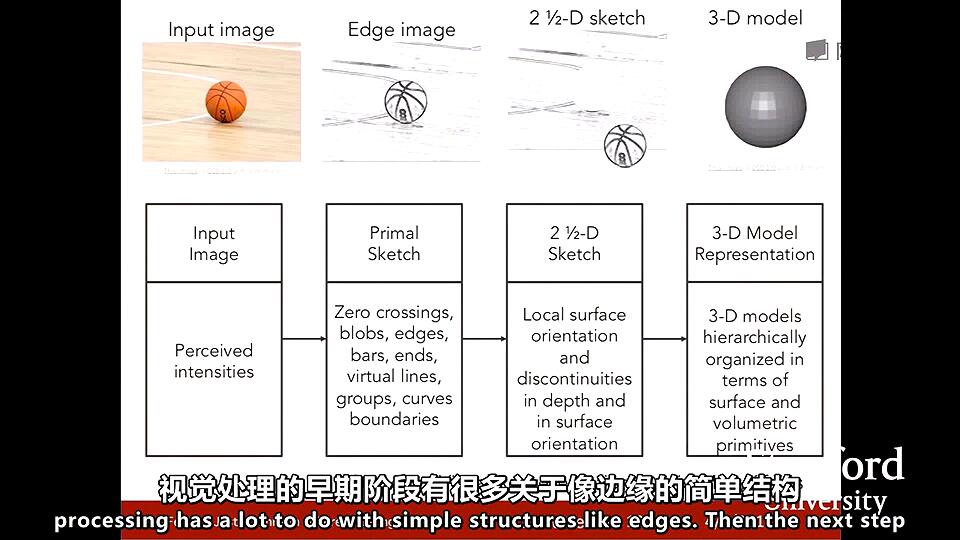 Input image
Edge image
2 ½-D sketch
3-D model
Input
Image
Perceived
intensities
Primal
Sketch
Zero crossings,
blobs, edges,
bars, ends,
virtual lines,
groups, curves
boundaries
2 ½-D
Sketch
Local surface
orientation
and
discontinuities
in depth and
in surface
orientation
3-D Model
Representation
3-D models
hierarchically
organized in
terms of
surface and
volumetric
primitives
University
视觉处理的早期阶段有很多关于像边缘的简单结构
processing has a lot to do with simple structures like edges. Then the next step